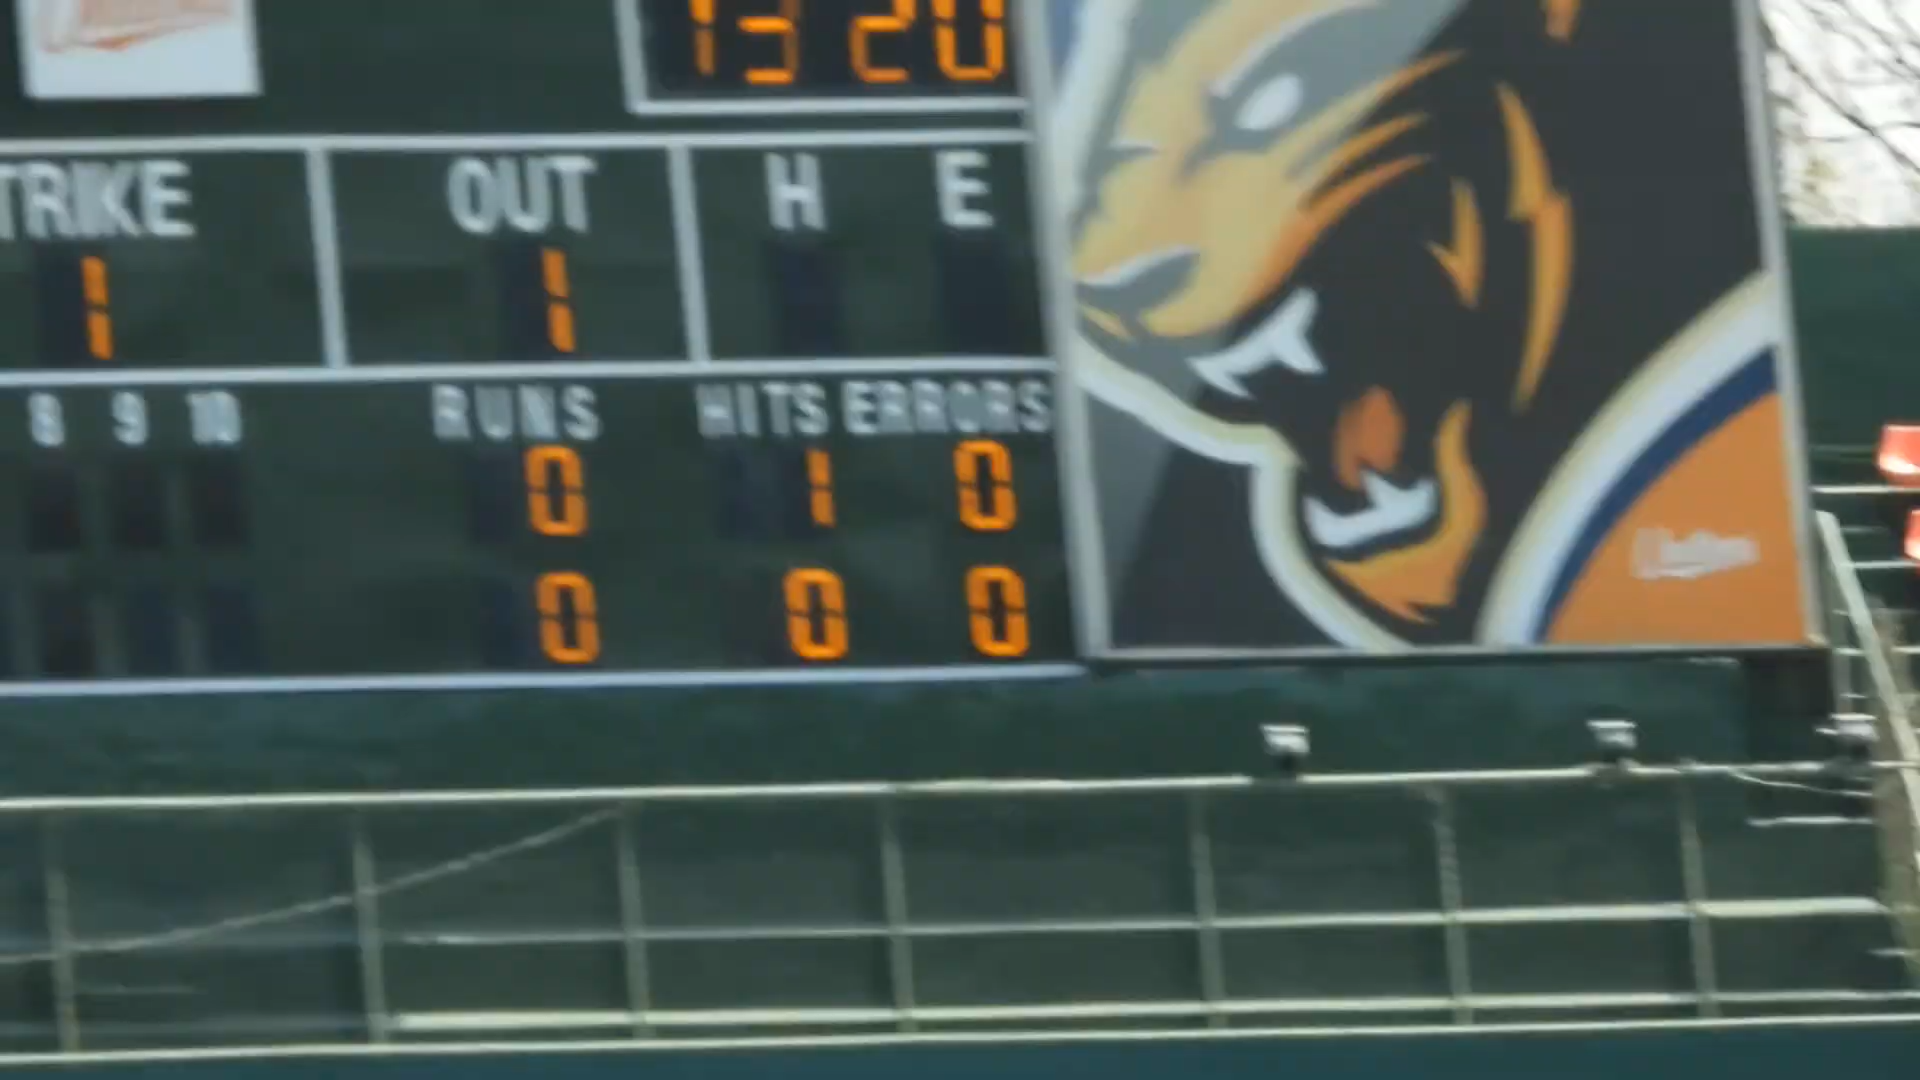 13 20
TRIKE OUT H E
1 1
8 9 10 RUNS HITS ERRORS
0 1 0
0 0 0